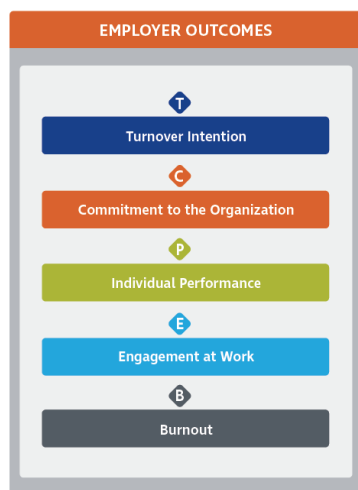 EMPLOYER OUTCOMES
T
Turnover Intention
C
Commitment to the Organization
P
Individual Performance
E
Engagement at Work
B
Burnout